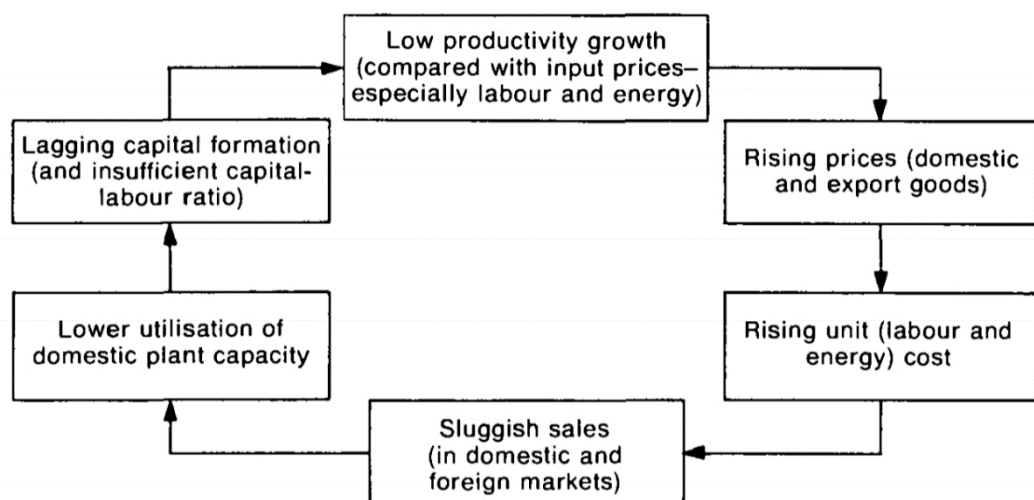 Low productivity growth
(compared with input prices–
especially labour and energy)
Lagging capital formation
(and insufficient capital-
labour ratio)
Rising prices (domestic
and export goods)
Lower utilisation of
domestic plant capacity
Rising unit (labour and
energy) cost
Sluggish sales
(in domestic and
foreign markets)